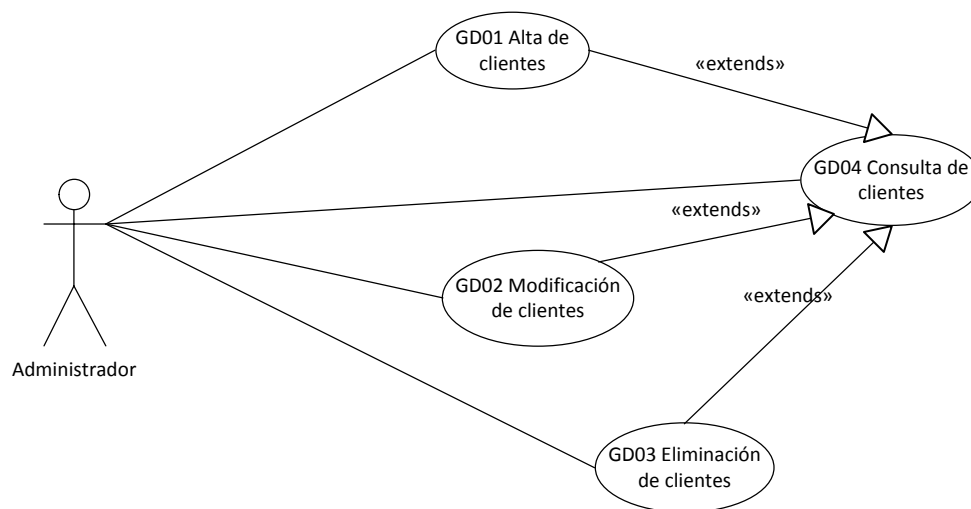 GD01 Alta de
clientes
«extends»
GD04 Consulta de
clientes
«extends»
GD02 Modificación
de clientes
«extends»
Administrador
GD03 Eliminación
de clientes